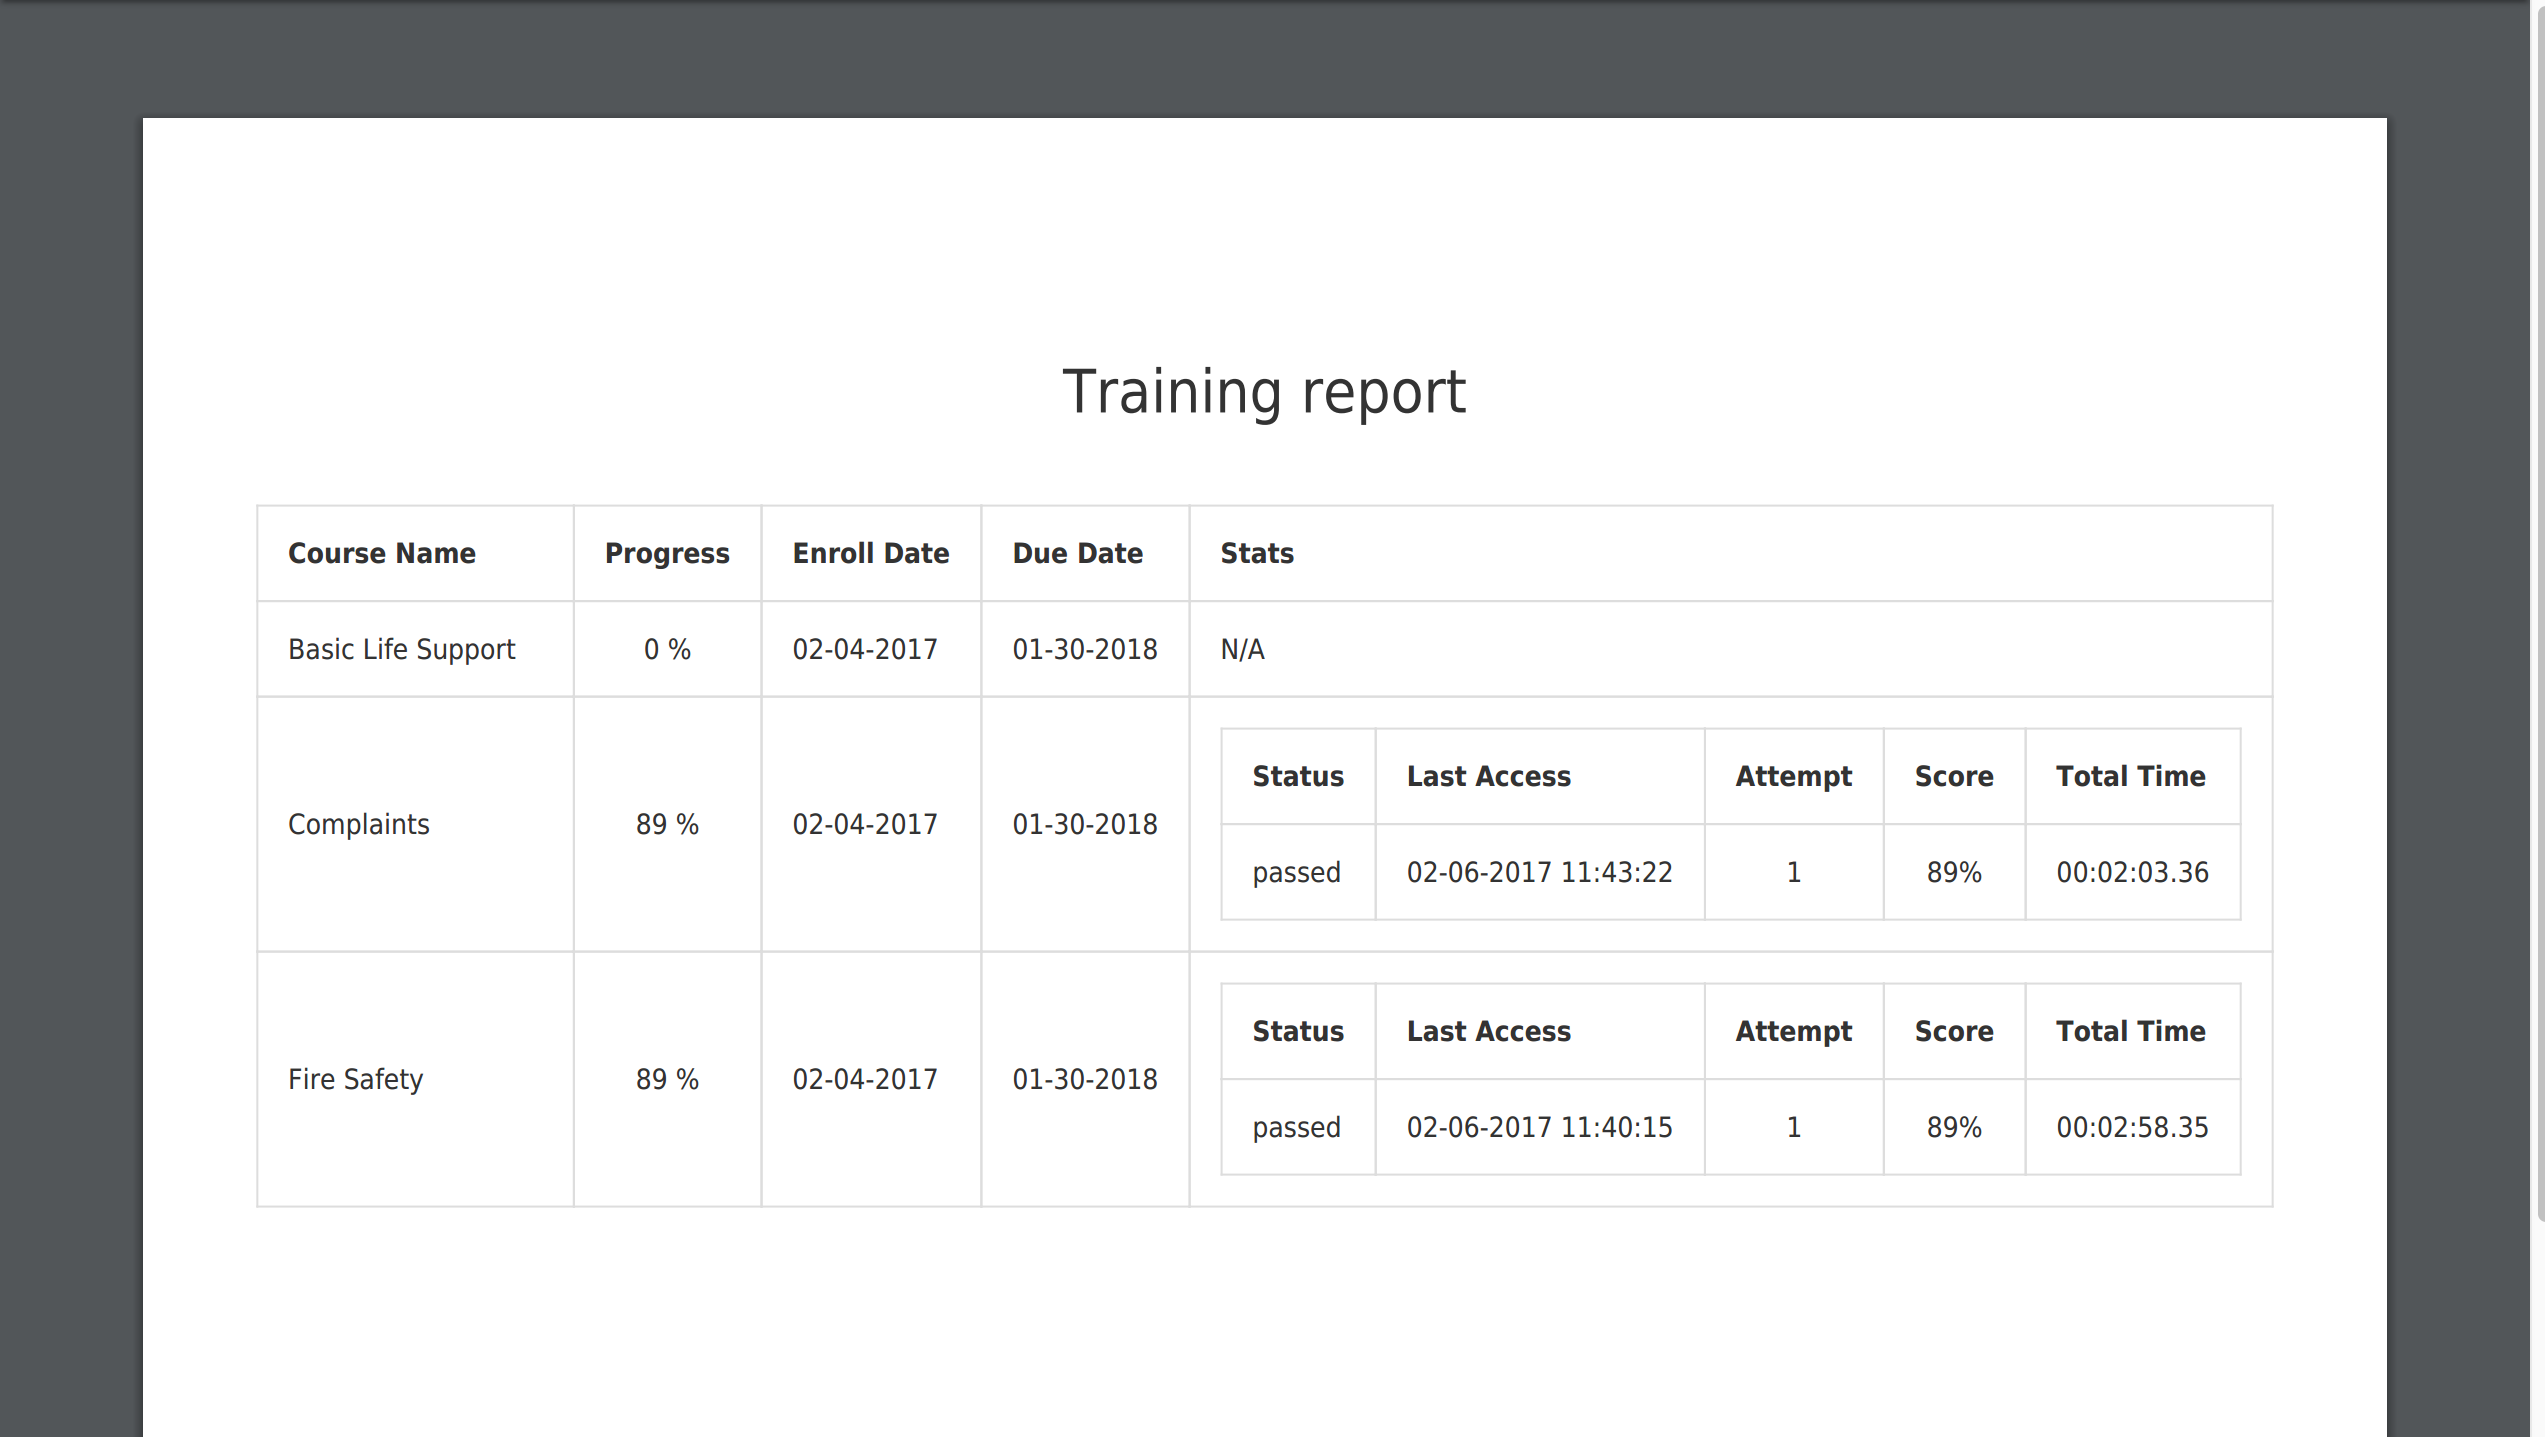 Training report
Course Name Progress Enroll Date Due Date Stats
Basic Life Support 0 % 02-04-2017 01-30-2018 N/A
Complaints 89 % 02-04-2017 01-30-2018
Status Last Access Attempt Score Total Time
passed 02-06-2017 11:43:22 1 89% 00:02:03.36
Fire Safety 89 % 02-04-2017 01-30-2018
Status Last Access Attempt Score Total Time
passed 02-06-2017 11:40:15 1 89% 00:02:58.35